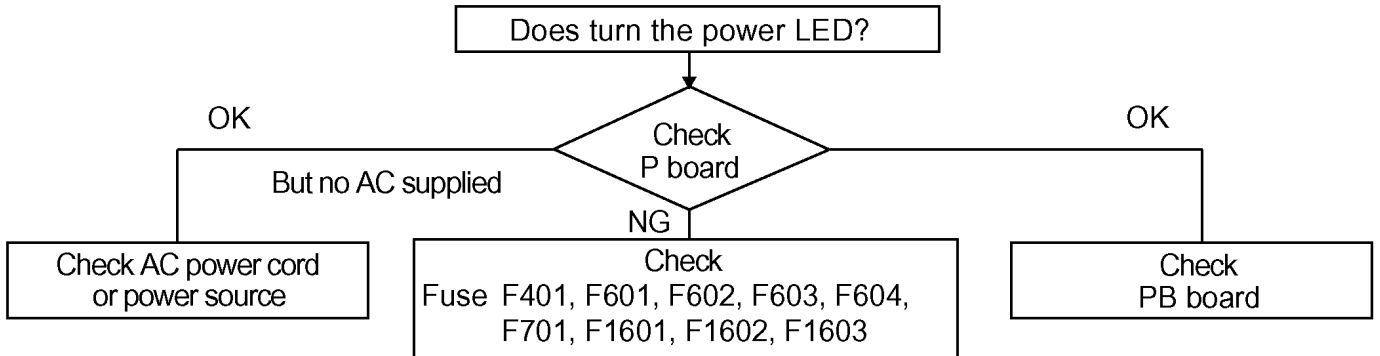 Does turn the power LED?
OK
OK
Check
P board
But no AC supplied
NG
Check AC power cord
or power source
Check
Fuse F401, F601, F602, F603, F604,
F701, F1601, F1602, F1603
Check
PB board